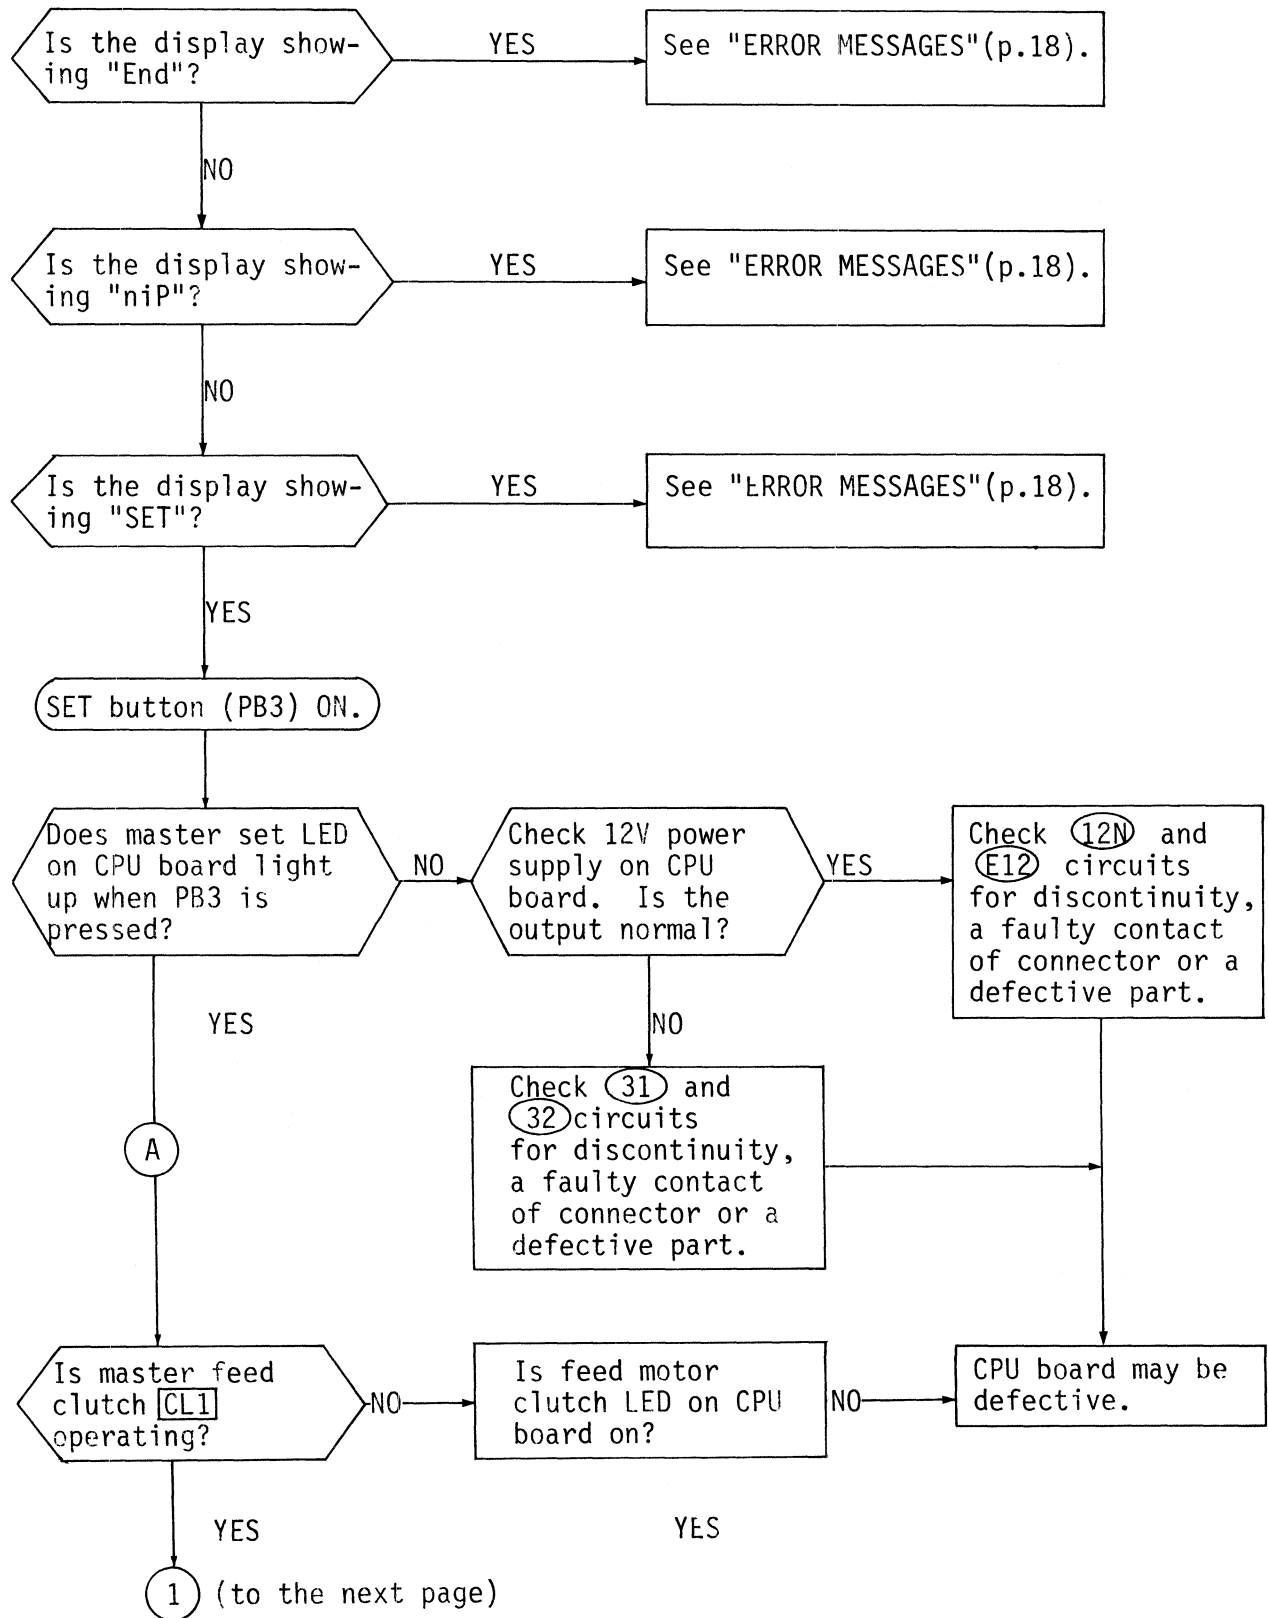 Is the display show-
ing "End"?
YES
See "ERROR MESSAGES"(p.18).
NO
Is the display show-
ing "niP"?
YES
See "ERROR MESSAGES"(p.18).
NO
Is the display show-
ing "SET"?
YES
See "ERROR MESSAGES"(p.18).
YES
SET button (PB3) ON.
Does master set LED
on CPU board light
up when PB3 is
pressed?
NO
Check 12V power
supply on CPU
board. Is the
output normal?
YES
Check 12N and
E12 circuits
for discontinuity,
a faulty contact
of connector or a
defective part.
YES
NO
Check 31 and
32 circuits
for discontinuity,
a faulty contact
of connector or a
defective part.
A
Is master feed
clutch CL1
operating?
NO
Is feed motor
clutch LED on CPU
board on?
NO
CPU board may be
defective.
YES
YES
1 (to the next page)